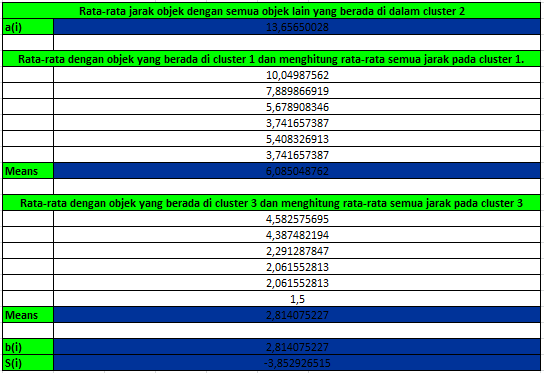 Rata-rata jarak objek dengan semua objek lain yang berada di dalam cluster 2
a(i) 13,65650028
Rata-rata dengan objek yang berada di cluster 1 dan menghitung rata-rata semua jarak pada cluster 1.
10,04987562
7,889866919
5,678908346
3,741657387
5,408326913
3,741657387
Means 6,085048762
Rata-rata dengan objek yang berada di cluster 3 dan menghitung rata-rata semua jarak pada cluster 3
4,582575695
4,387482194
2,291287847
2,061552813
2,061552813
1,5
Means 2,814075227
b(i) 2,814075227
S(i) -3,852926515